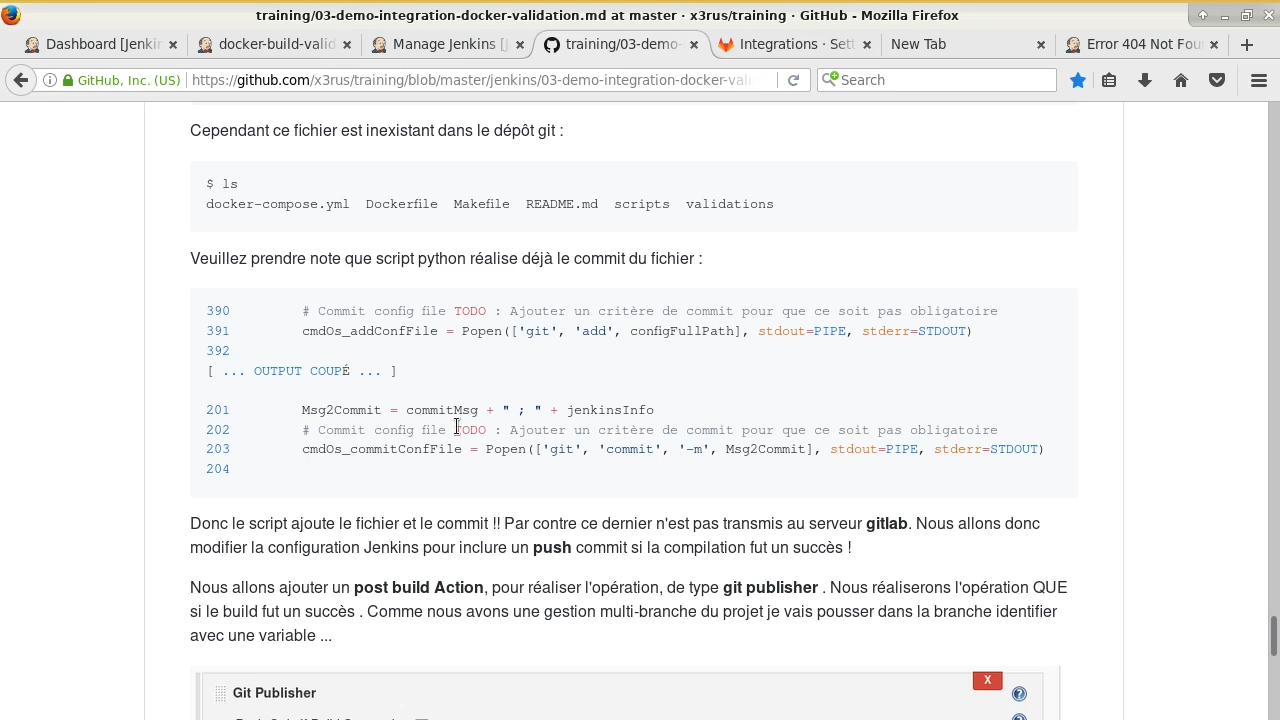 training/03-demo-integration-docker-validation.md at master · x3rus/training · GitHub - Mozilla Firefox
Dashboard [Jenkin × docker-build-valid × Manage Jenkins [ × training/03-demo- × Integrations · Sett × New Tab × Error 404 Not Fou ×
GitHub, Inc. (US) https://github.com/x3rus/training/blob/master/jenkins/03-demo-integration-docker-vali Search
Cependant ce fichier est inexistant dans le dépôt git :
$ ls
docker-compose.yml Dockerfile Makefile README.md scripts validations
Veuillez prendre note que script python réalise déjà le commit du fichier :
390 # Commit config file TODO : Ajouter un critère de commit pour que ce soit pas obligatoire
391 cmdOs_addConfFile = Popen(['git', 'add', configFullPath], stdout=PIPE, stderr=STDOUT)
392
[ ... OUTPUT COUPÉ ... ]
201 Msg2Commit = commitMsg + " ; " + jenkinsInfo
202 # Commit config file TODO : Ajouter un critère de commit pour que ce soit pas obligatoire
203 cmdOs_commitConfFile = Popen(['git', 'commit', '-m', Msg2Commit], stdout=PIPE, stderr=STDOUT)
204
Donc le script ajoute le fichier et le commit !! Par contre ce dernier n'est pas transmis au serveur gitlab. Nous allons donc
modifier la configuration Jenkins pour inclure un push commit si la compilation fut un succès !
Nous allons ajouter un post build Action, pour réaliser l'opération, de type git publisher . Nous réaliserons l'opération QUE
si le build fut un succès . Comme nous avons une gestion multi-branche du projet je vais pousser dans la branche identifier
avec une variable ...
X
Git Publisher